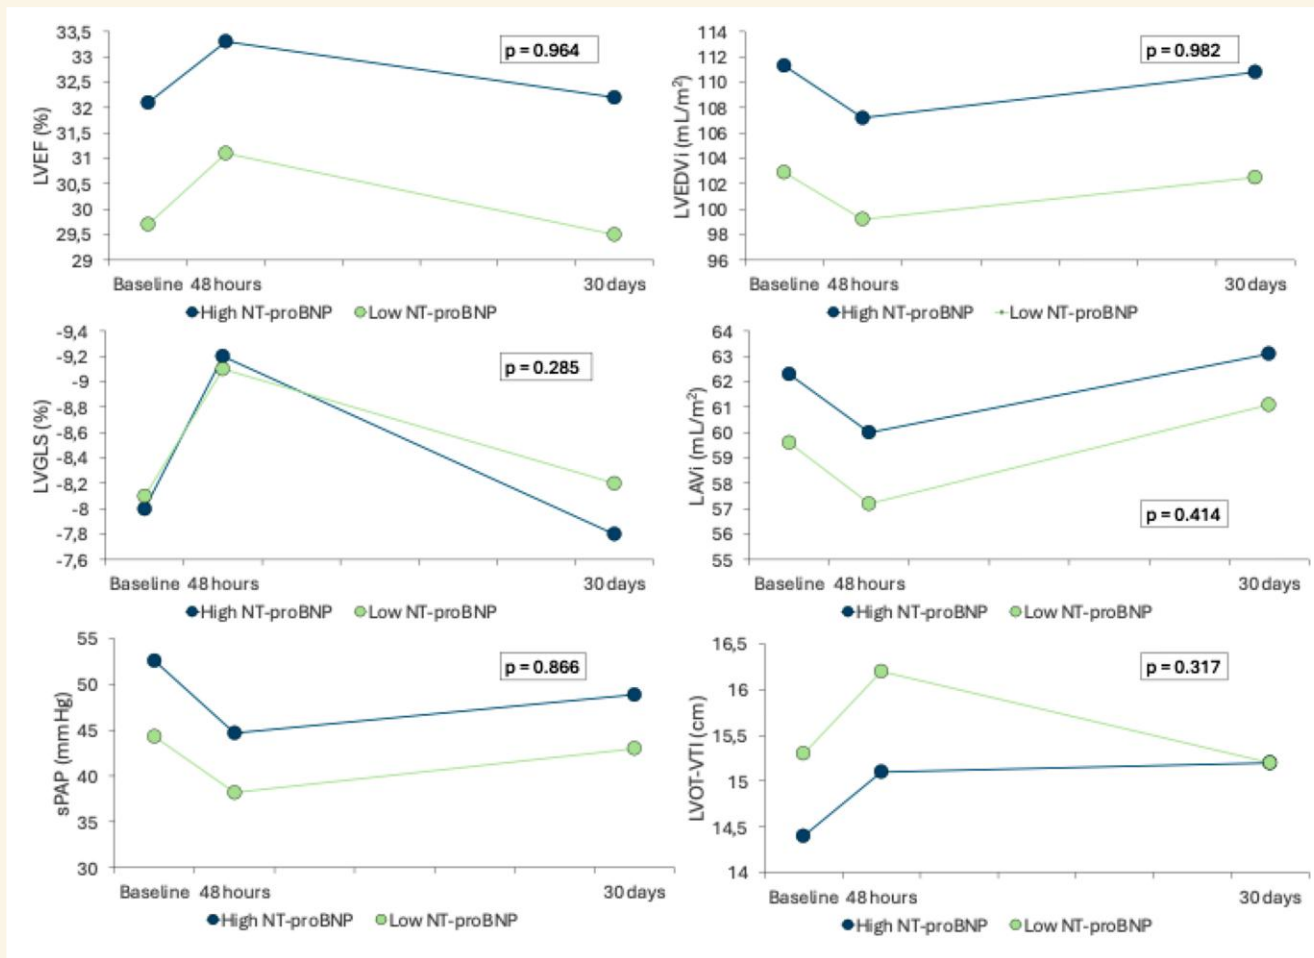 LVEF (%)
33,5
33
32,5
32
31,5
31
30,5
30
29,5
29
p = 0.964
Baseline 48 hours 30 days
High NT-proBNP Low NT-proBNP
LVEDVi (mL/m²)
114
112
110
108
106
104
102
100
98
96
p = 0.982
Baseline 48 hours 30 days
High NT-proBNP Low NT-proBNP
LVGLS (%)
-9,4
-9,2
-9
-8,8
-8,6
-8,4
-8,2
-8
-7,8
-7,6
p = 0.285
Baseline 48 hours 30 days
High NT-proBNP Low NT-proBNP
LAVi (mL/m²)
64
63
62
61
60
59
58
57
56
55
p = 0.414
Baseline 48 hours 30 days
High NT-proBNP Low NT-proBNP
sPAP (mmHg)
55
50
45
40
35
30
p = 0.866
Baseline 48 hours 30 days
High NT-proBNP Low NT-proBNP
LVOT-VTI (cm)
16,5
16
15,5
15
14,5
14
p = 0.317
Baseline 48 hours 30 days
High NT-proBNP Low NT-proBNP